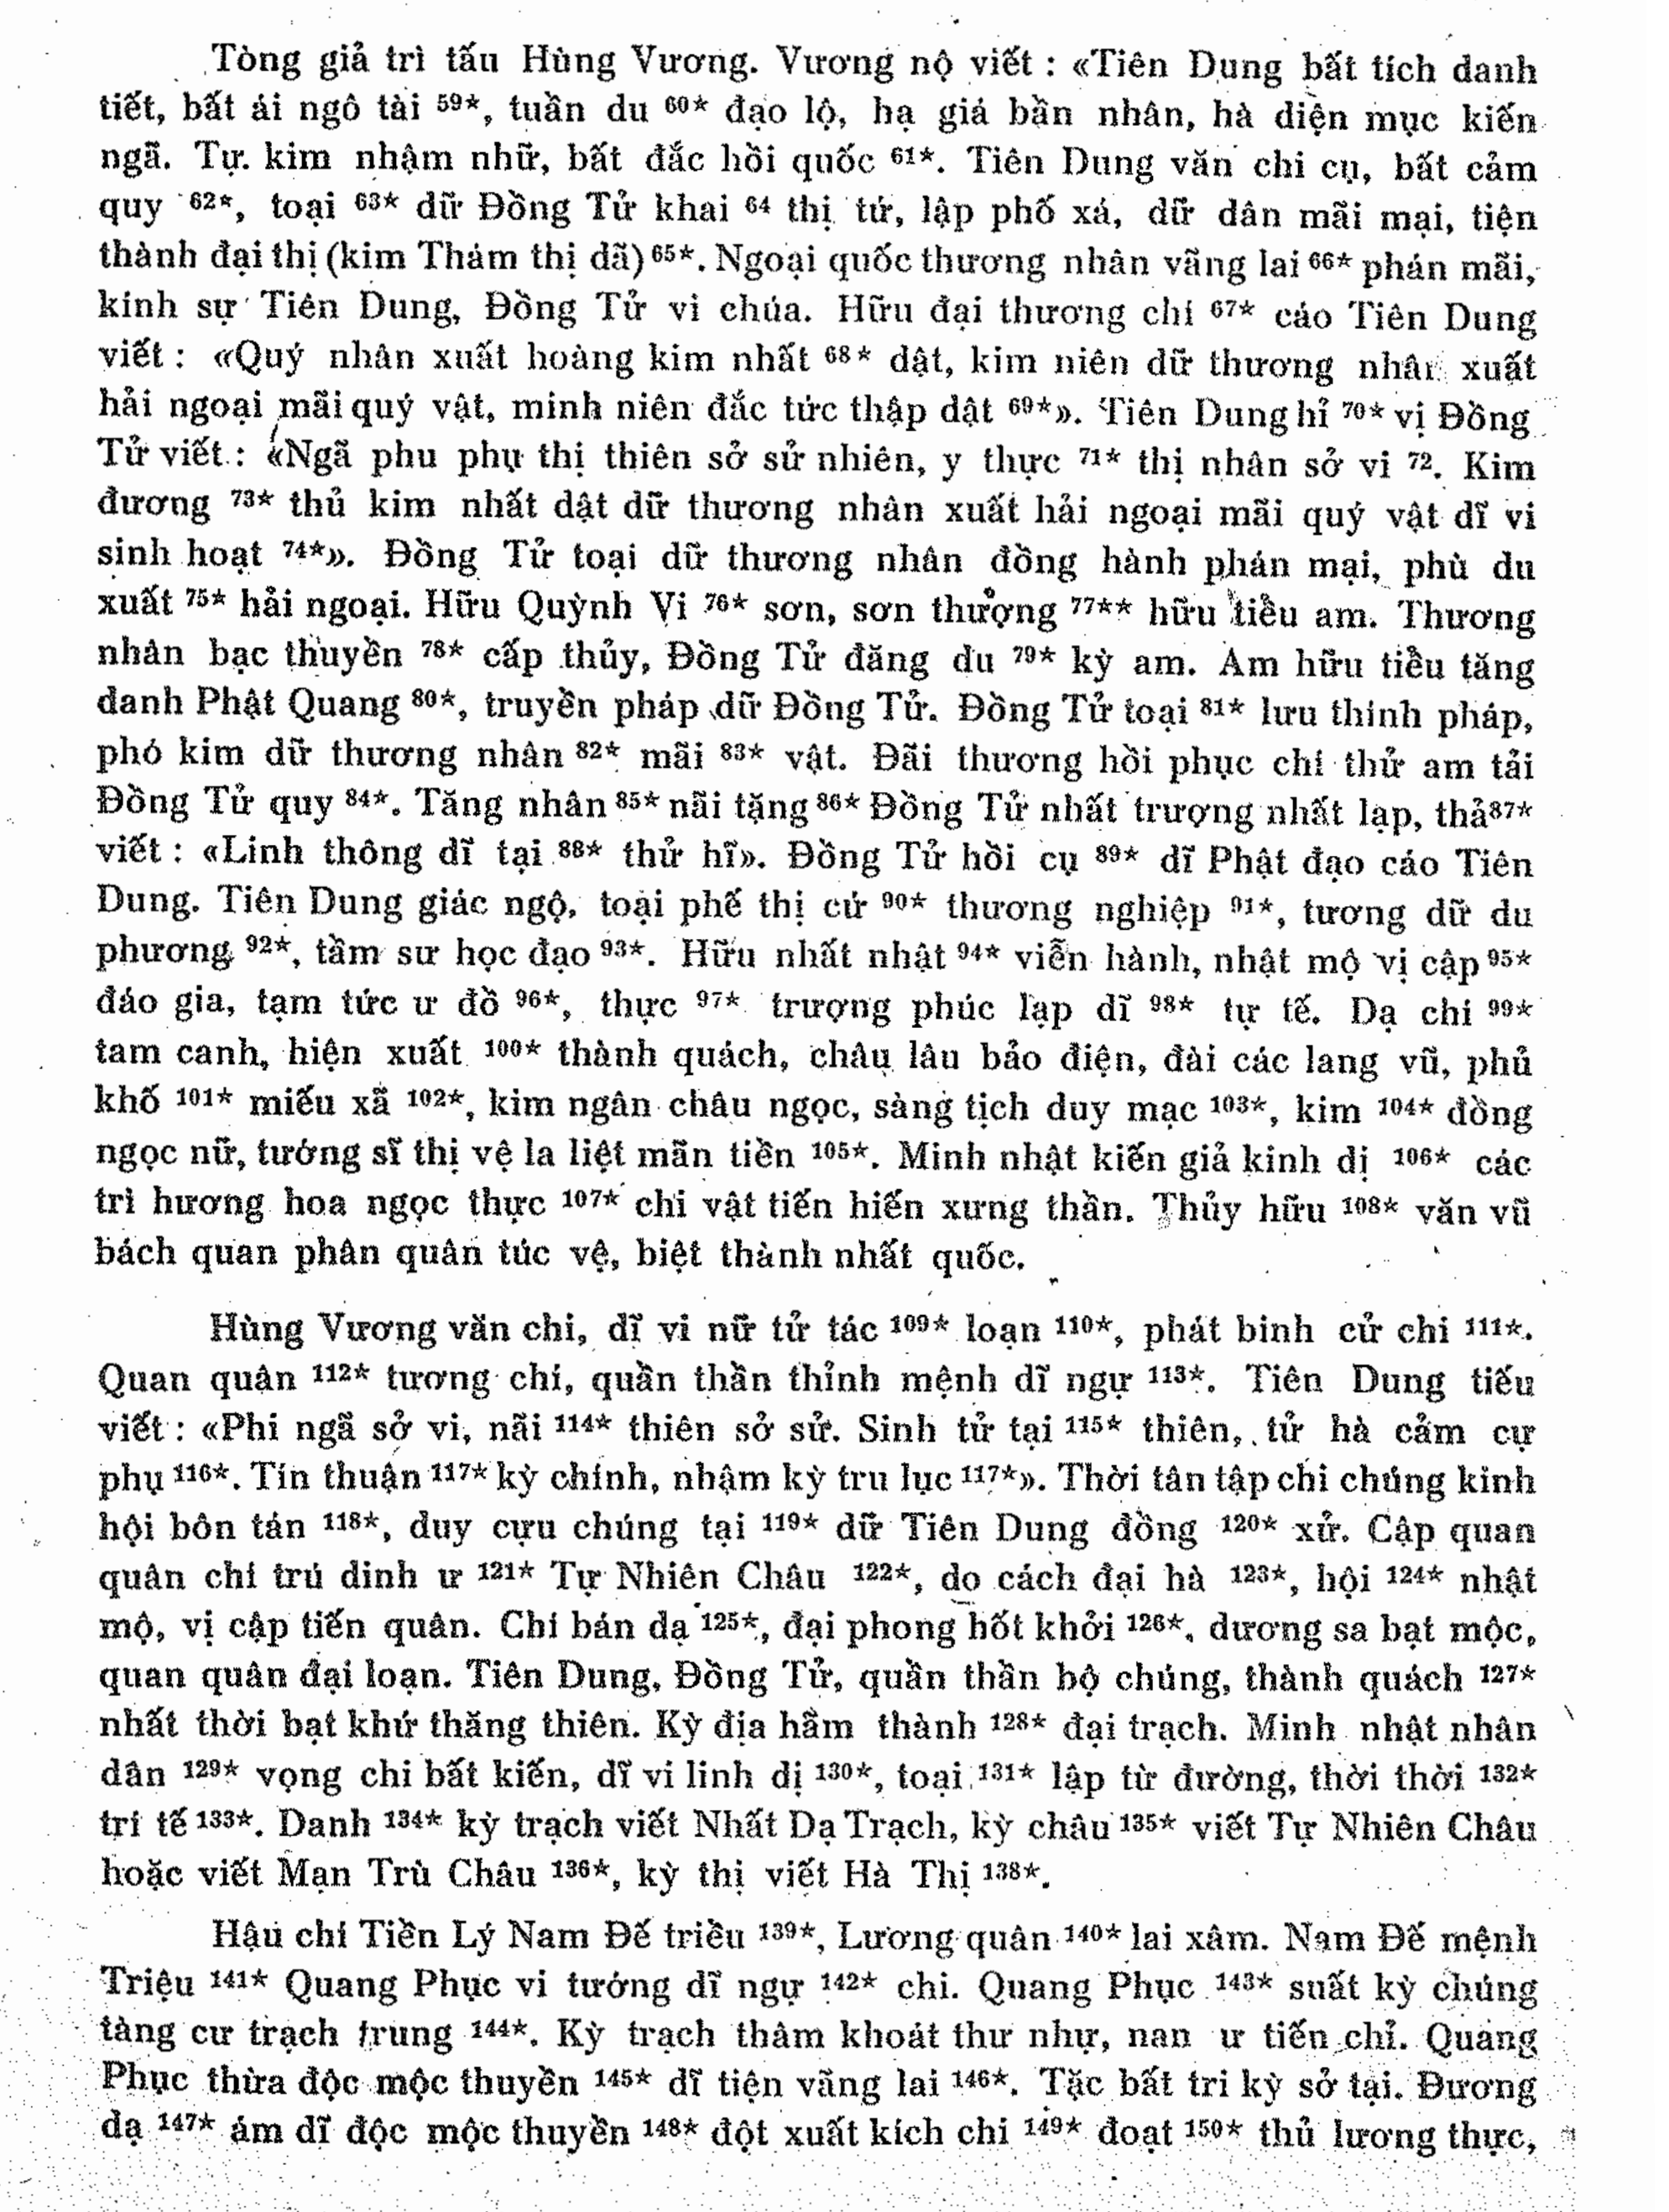 Tòng giả trì tấu Hùng Vương. Vương nộ viết : «Tiên Dung bất tích danh
tiết, bất ái ngô tài 59*, tuần du 60* đạo lộ, hạ giá bần nhân, hà diện mục kiến
ngã. Tự kim nhậm nhữ, bất đắc hồi quốc 61*. Tiên Dung văn chi cụ, bất cảm
quy 62*, toại 63* dữ Đồng Tử khai 64 thị tứ, lập phố xá, dữ dân mãi mại, tiện
thành đại thị (kim Thám thị dã) 65*. Ngoại quốc thương nhân vãng lai 66* phán mãi,
kính sự Tiên Dung, Đồng Tử vi chúa. Hữu đại thương chí 67* cáo Tiên Dung
viết : «Quý nhân xuất hoàng kim nhất 68* dật, kim niên dữ thương nhân xuất
hải ngoại mãi quý vật, minh niên đắc tức thập dật 69*». Tiên Dung hỉ 70* vị Đồng
Tử viết : «Ngã phu phụ thị thiên sở sử nhiên, y thực 71* thị nhân sở vi 72. Kim
đương 73* thủ kim nhất dật dữ thương nhân xuất hải ngoại mãi quý vật dĩ vi
sinh hoạt 74*». Đồng Tử toại dữ thương nhân đồng hành phán mại, phù du
xuất 75* hải ngoại. Hữu Quỳnh Vi 76* sơn, sơn thượng 77** hữu tiểu am. Thương
nhân bạc thuyền 78* cấp thủy, Đồng Tử đăng du 79* kỳ am. Am hữu tiểu tăng
danh Phật Quang 80*, truyền pháp dữ Đồng Tử. Đồng Tử toại 81* lưu thính pháp,
phó kim dữ thương nhân 82* mãi 83* vật. Đãi thương hồi phục chí thử am tải
Đồng Tử quy 84*. Tăng nhân 85* nãi tặng 86* Đồng Tử nhất trượng nhất lạp, thả 87*
viết : «Linh thông dĩ tại 88* thử hĩ». Đồng Tử hồi cụ 89* dĩ Phật đạo cáo Tiên
Dung. Tiên Dung giác ngộ, toại phế thị cứ 90* thương nghiệp 91*, tương dữ du
phương 92*, tầm sư học đạo 93*. Hữu nhất nhật 94* viễn hành, nhật mộ vị cập 95*
đáo gia, tạm tức ư đồ 96*, thực 97* trượng phúc lạp dĩ 98* tự tế. Dạ chi 99*
tam canh, hiện xuất 100* thành quách, châu lâu bảo điện, đài các lang vũ, phủ
khố 101* miếu xã 102*, kim ngân châu ngọc, sàng tịch duy mạc 103*, kim 104* đồng
ngọc nữ, tướng sĩ thị vệ la liệt mãn tiền 105*. Minh nhật kiến giả kinh dị 106* các
trì hương hoa ngọc thực 107* chi vật tiến hiến xưng thần. Thủy hữu 108* văn vũ
bách quan phân quân túc vệ, biệt thành nhất quốc.
Hùng Vương văn chi, dĩ vi nữ tử tác 109* loạn 110*, phát binh cử chi 111*.
Quan quân 112* tương chí, quần thần thỉnh mệnh dĩ ngự 113*. Tiên Dung tiếu
viết : «Phi ngã sở vi, nãi 114* thiên sở sử. Sinh tử tại 115* thiên, tử hà cảm cự
phụ 116*. Tín thuận 117* kỳ chính, nhậm kỳ tru lục 117*». Thời tân tập chi chúng kinh
hội bôn tán 118*, duy cựu chúng tại 119* dữ Tiên Dung đồng 120* xử. Cập quan
quân chí trú dinh ư 121* Tự Nhiên Châu 122*, do cách đại hà 123*, hội 124* nhật
mộ, vị cập tiến quân. Chí bán dạ 125*, đại phong hốt khởi 126*, dương sa bạt mộc,
quan quân đại loạn. Tiên Dung, Đồng Tử, quần thần bộ chúng, thành quách 127*
nhất thời bạt khứ thăng thiên. Kỳ địa hãm thành 128* đại trạch. Minh nhật nhân
dân 129* vọng chi bất kiến, dĩ vi linh dị 130*, toại 131* lập từ đường, thời thời 132*
trí tế 133*. Danh 134* kỳ trạch viết Nhất Dạ Trạch, kỳ châu 135* viết Tự Nhiên Châu
hoặc viết Mạn Trù Châu 136*, kỳ thị viết Hà Thị 138*.
Hậu chí Tiền Lý Nam Đế triều 139*, Lương quân 140* lai xâm. Nam Đế mệnh
Triệu 141* Quang Phục vi tướng dĩ ngự 142* chi. Quang Phục 143* suất kỳ chúng
tàng cư trạch trung 144*. Kỳ trạch thâm khoát thư như, nan ư tiến chỉ. Quang
Phục thừa độc mộc thuyền 145* dĩ tiện vãng lai 146*. Tặc bất tri kỳ sở tại. Đương
dạ 147* ám dĩ độc mộc thuyền 148* đột xuất kích chi 149* đoạt 150* thủ lương thực,